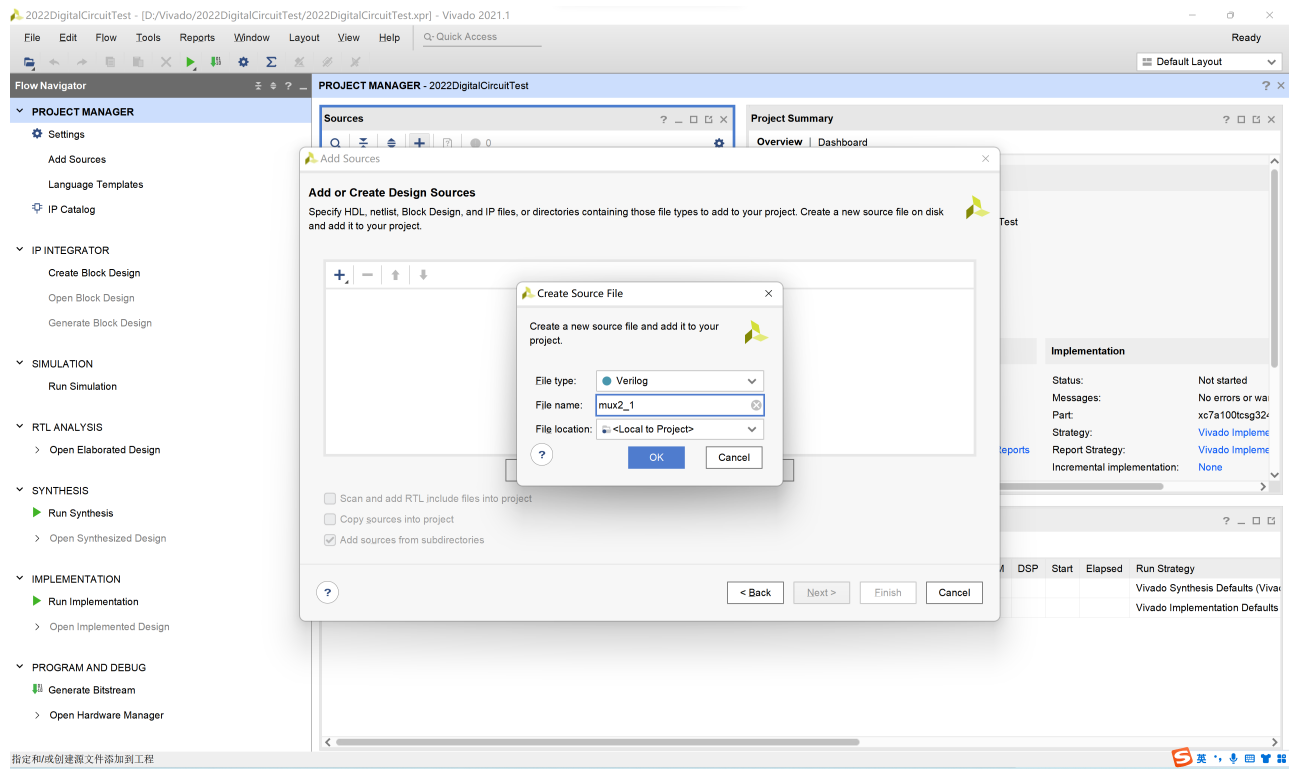 2022DigitalCircuitTest - [D:/Vivado/2022DigitalCircuitTest/2022DigitalCircuitTest.xpr] - Vivado 2021.1
File Edit Flow Tools Reports Window Layout View Help Quick Access Ready
Default Layout
Flow Navigator
PROJECT MANAGER - 2022DigitalCircuitTest
PROJECT MANAGER
Settings
Add Sources
Language Templates
IP Catalog
IP INTEGRATOR
Create Block Design
Open Block Design
Generate Block Design
SIMULATION
Run Simulation
RTL ANALYSIS
Open Elaborated Design
SYNTHESIS
Run Synthesis
Open Synthesized Design
IMPLEMENTATION
Run Implementation
Open Implemented Design
PROGRAM AND DEBUG
Generate Bitstream
Open Hardware Manager
Sources
0
Project Summary
Overview | Dashboard
Test
Add Sources
Add or Create Design Sources
Specify HDL, netlist, Block Design, and IP files, or directories containing those file types to add to your project. Create a new source file on disk
and add it to your project.
Create Source File
Create a new source file and add it to your
project.
File type: Verilog
File name: mux2_1
File location: <Local to Project>
? OK Cancel
Scan and add RTL include files into project
Copy sources into project
Add sources from subdirectories
? < Back Next > Finish Cancel
Implementation
Status: Not started
Messages: No errors or wa
Part: xc7a100tcsg324
Strategy: Vivado Impleme
Reports Report Strategy: Vivado Impleme
Incremental implementation: None
DSP Start Elapsed Run Strategy
Vivado Synthesis Defaults (Viva
Vivado Implementation Defaults
指定和/或创建源文件添加到工程
S 英